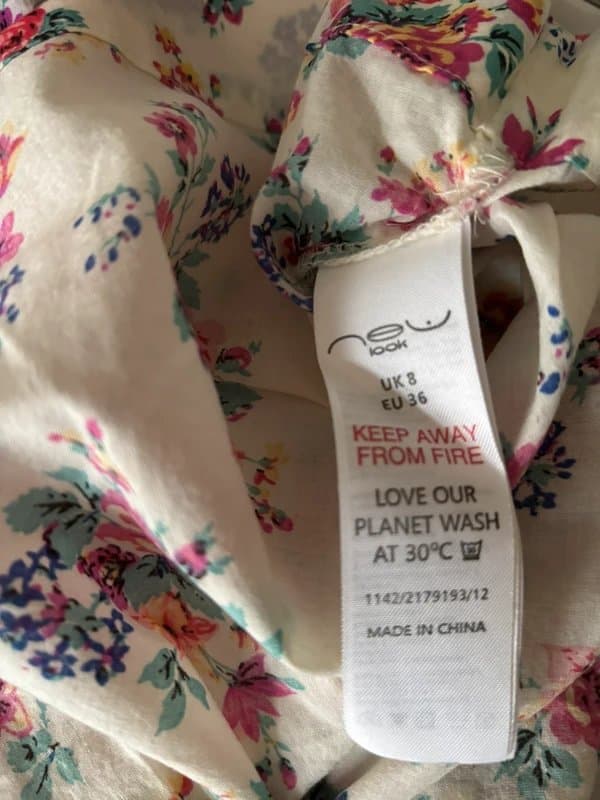 new
look
UK 8
EU 36
KEEP AWAY
FROM FIRE
LOVE OUR
PLANET WASH
AT 30°C
1142/2179193/12
MADE IN CHINA